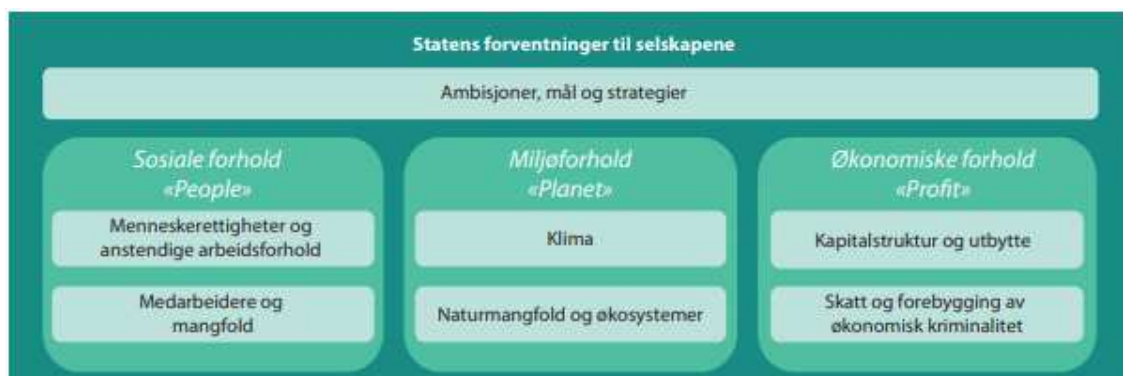 Statens forventninger til selskapene
Ambisjoner, mål og strategier
Sosiale forhold
«People»
Menneskerettigheter og
anstendige arbeidsforhold
Medarbeidere og
mangfold
Miljøforhold
«Planet»
Klima
Naturmangfold og økosystemer
Økonomiske forhold
«Profit»
Kapitalstruktur og utbytte
Skatt og forebygging av
økonomisk kriminalitet